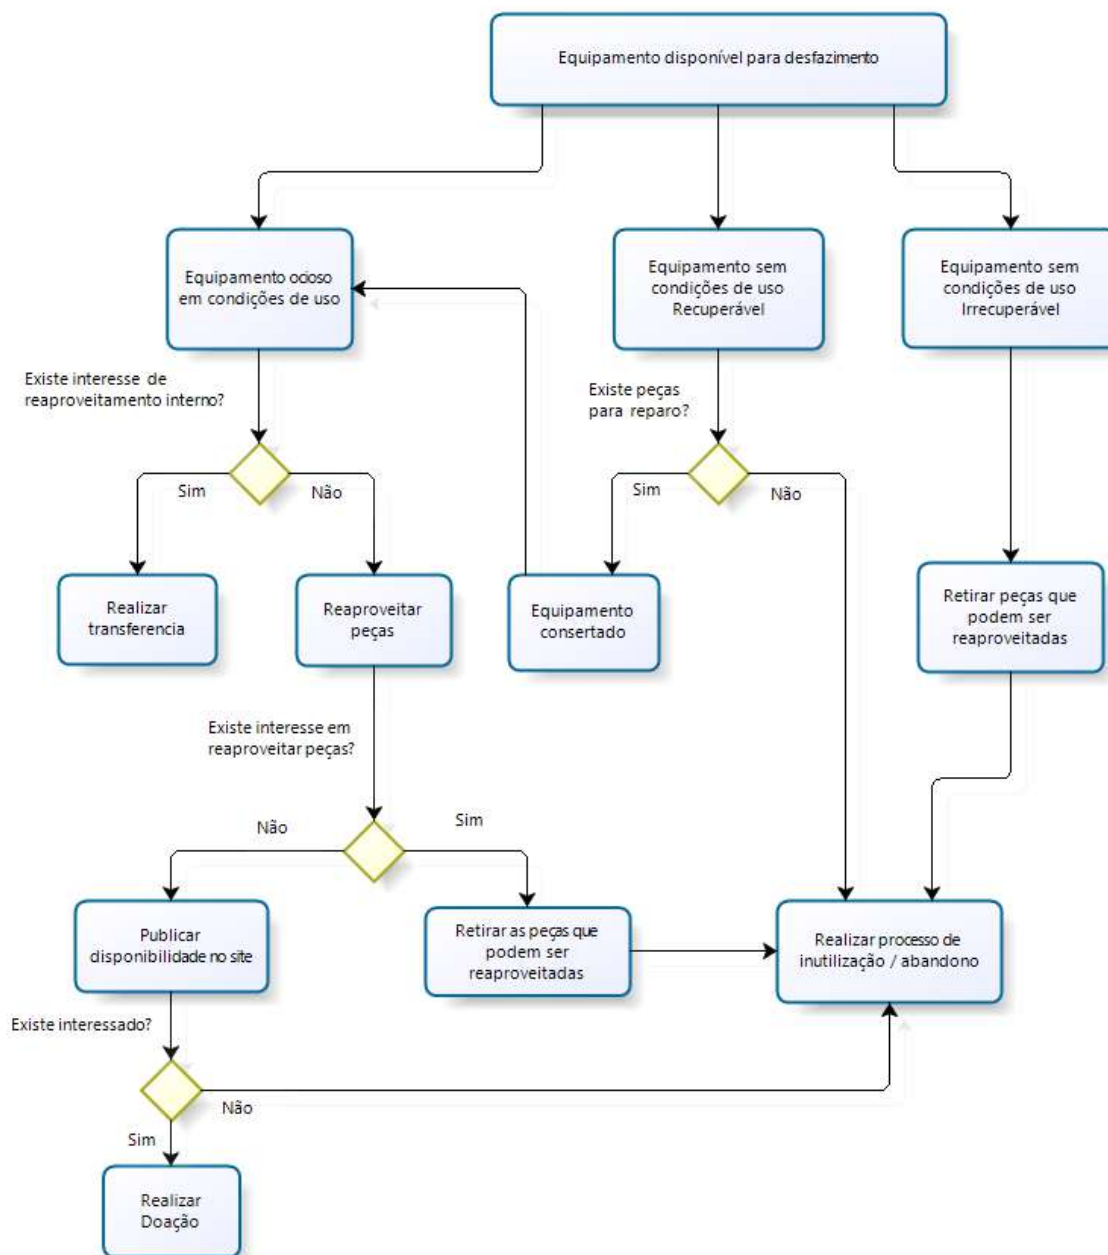 Equipamento disponível para desfazimento
Equipamento ocioso
em condições de uso
Equipamento sem
condições de uso
Recuperável
Equipamento sem
condições de uso
Irrecuperável
Existe interesse de
reaproveitamento interno?
Existe peças
para reparo?
Sim
Não
Sim
Não
Realizar
transferencia
Reaproveitar
peças
Equipamento
consertado
Retirar peças que
podem ser
reaproveitadas
Existe interesse em
reaproveitar peças?
Não
Sim
Publicar
disponibilidade no site
Retirar as peças que
podem ser
reaproveitadas
Realizar processo de
inutilização / abandono
Existe interessado?
Não
Sim
Realizar
Doação